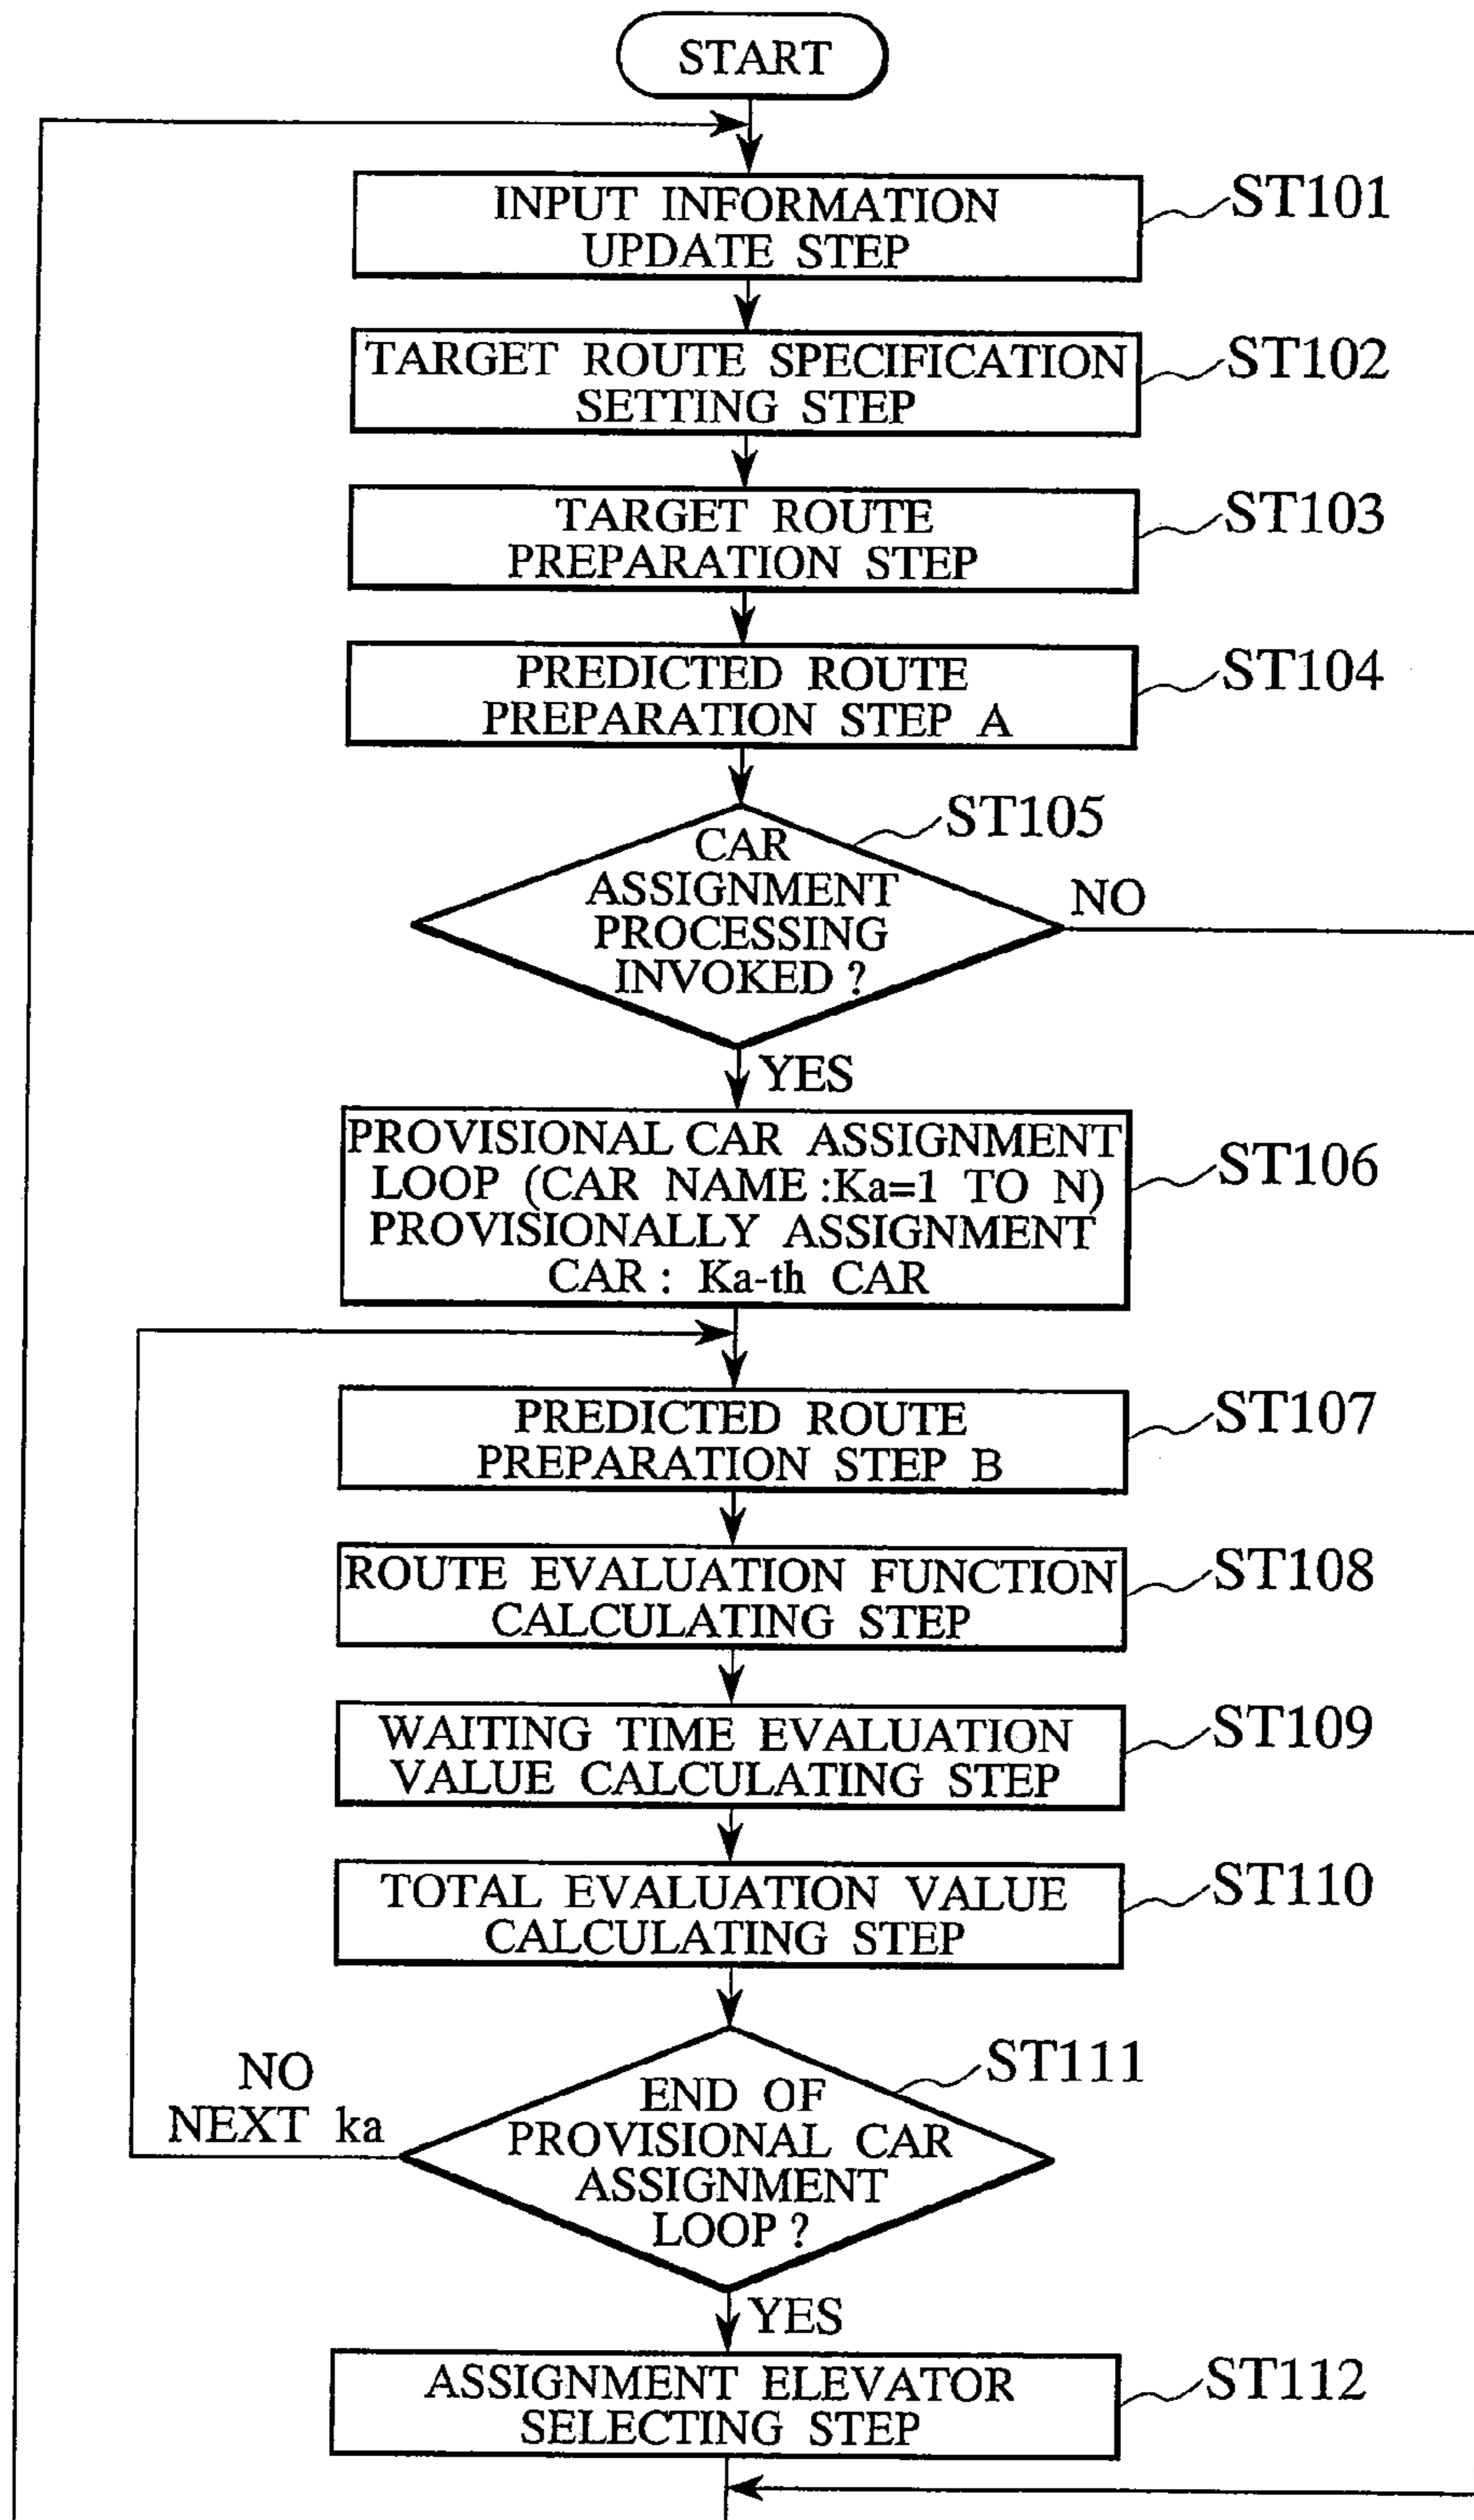 START
INPUT INFORMATION
UPDATE STEP
ST101
TARGET ROUTE SPECIFICATION
SETTING STEP
ST102
TARGET ROUTE
PREPARATION STEP
ST103
PREDICTED ROUTE
PREPARATION STEP A
ST104
ST105
CAR
ASSIGNMENT
PROCESSING
INVOKED ?
NO
YES
PROVISIONAL CAR ASSIGNMENT
LOOP (CAR NAME :Ka=1 TO N)
PROVISIONALLY ASSIGNMENT
CAR : Ka-th CAR
ST106
PREDICTED ROUTE
PREPARATION STEP B
ST107
ROUTE EVALUATION FUNCTION
CALCULATING STEP
ST108
WAITING TIME EVALUATION
VALUE CALCULATING STEP
ST109
TOTAL EVALUATION VALUE
CALCULATING STEP
ST110
ST111
END OF
PROVISIONAL CAR
ASSIGNMENT
LOOP ?
NO
NEXT ka
YES
ASSIGNMENT ELEVATOR
SELECTING STEP
ST112